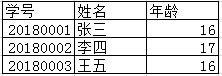 学号 姓名 年龄
20180001 张三 16
20180002 李四 17
20180003 王五 16